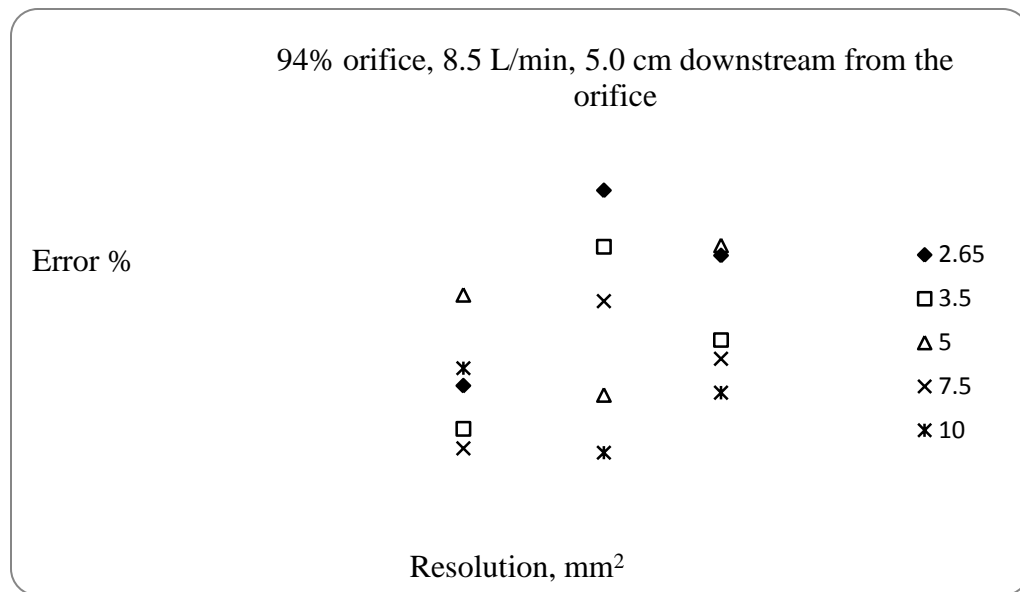 94% orifice, 8.5 L/min, 5.0 cm downstream from the
orifice
Error %
2.65
3.5
5
7.5
10
Resolution, mm²